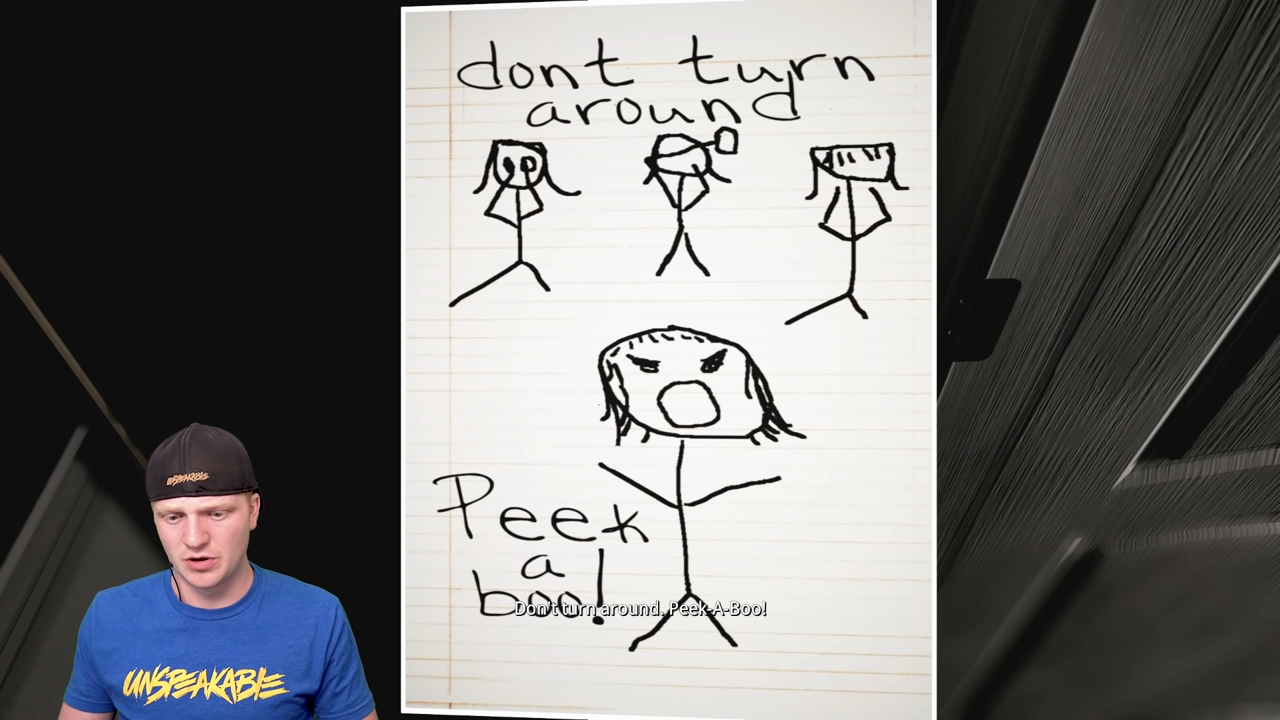 dont turn
around
Peek
a
boo!
Don't turn around. Peek-A-Boo!
UNSPEAKABLE
UNSPEAKABLE